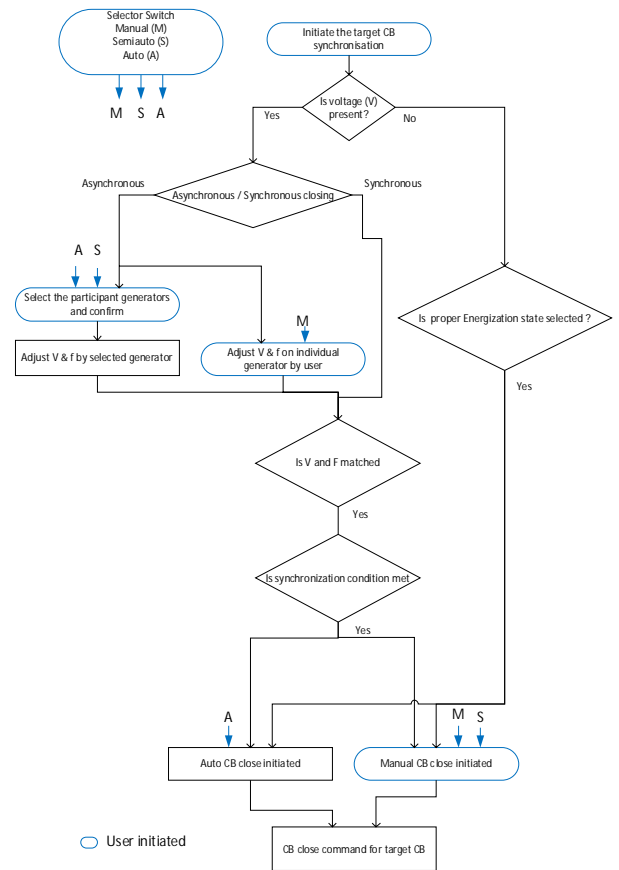 Selector Switch
Manual (M)
Semiauto (S)
Auto (A)
M S A
Initiate the target CB
synchronisation
Is voltage (V)
present?
Yes
No
Asynchronous
Asynchronous / Synchronous closing
Synchronous
A S
Select the participant generators
and confirm
Adjust V & f by selected generator
M
Adjust V & f on individual
generator by user
Is proper Energization state selected ?
Yes
Is V and F matched
Yes
Is synchronization condition met
Yes
A
Auto CB close initiated
M S
Manual CB close initiated
CB close command for target CB
User initiated